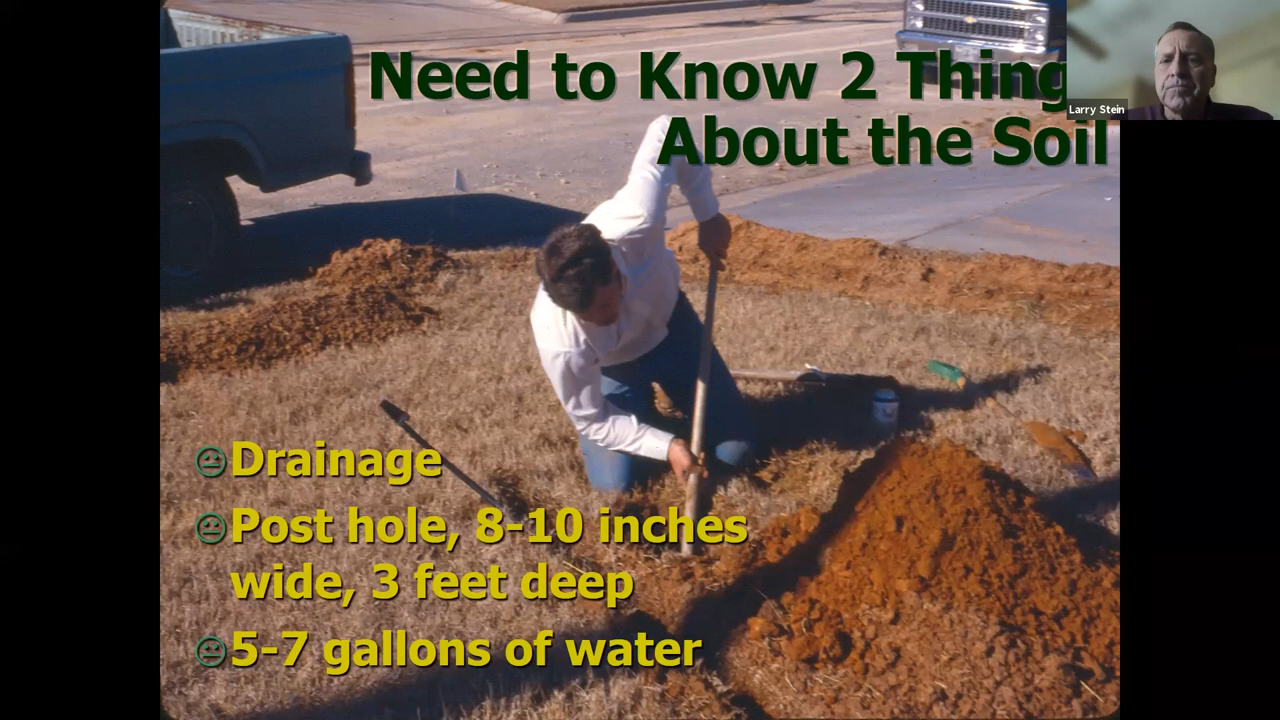 Need to Know 2 Thing
About the Soil
Larry Stein
Drainage
Post hole, 8-10 inches
wide, 3 feet deep
5-7 gallons of water